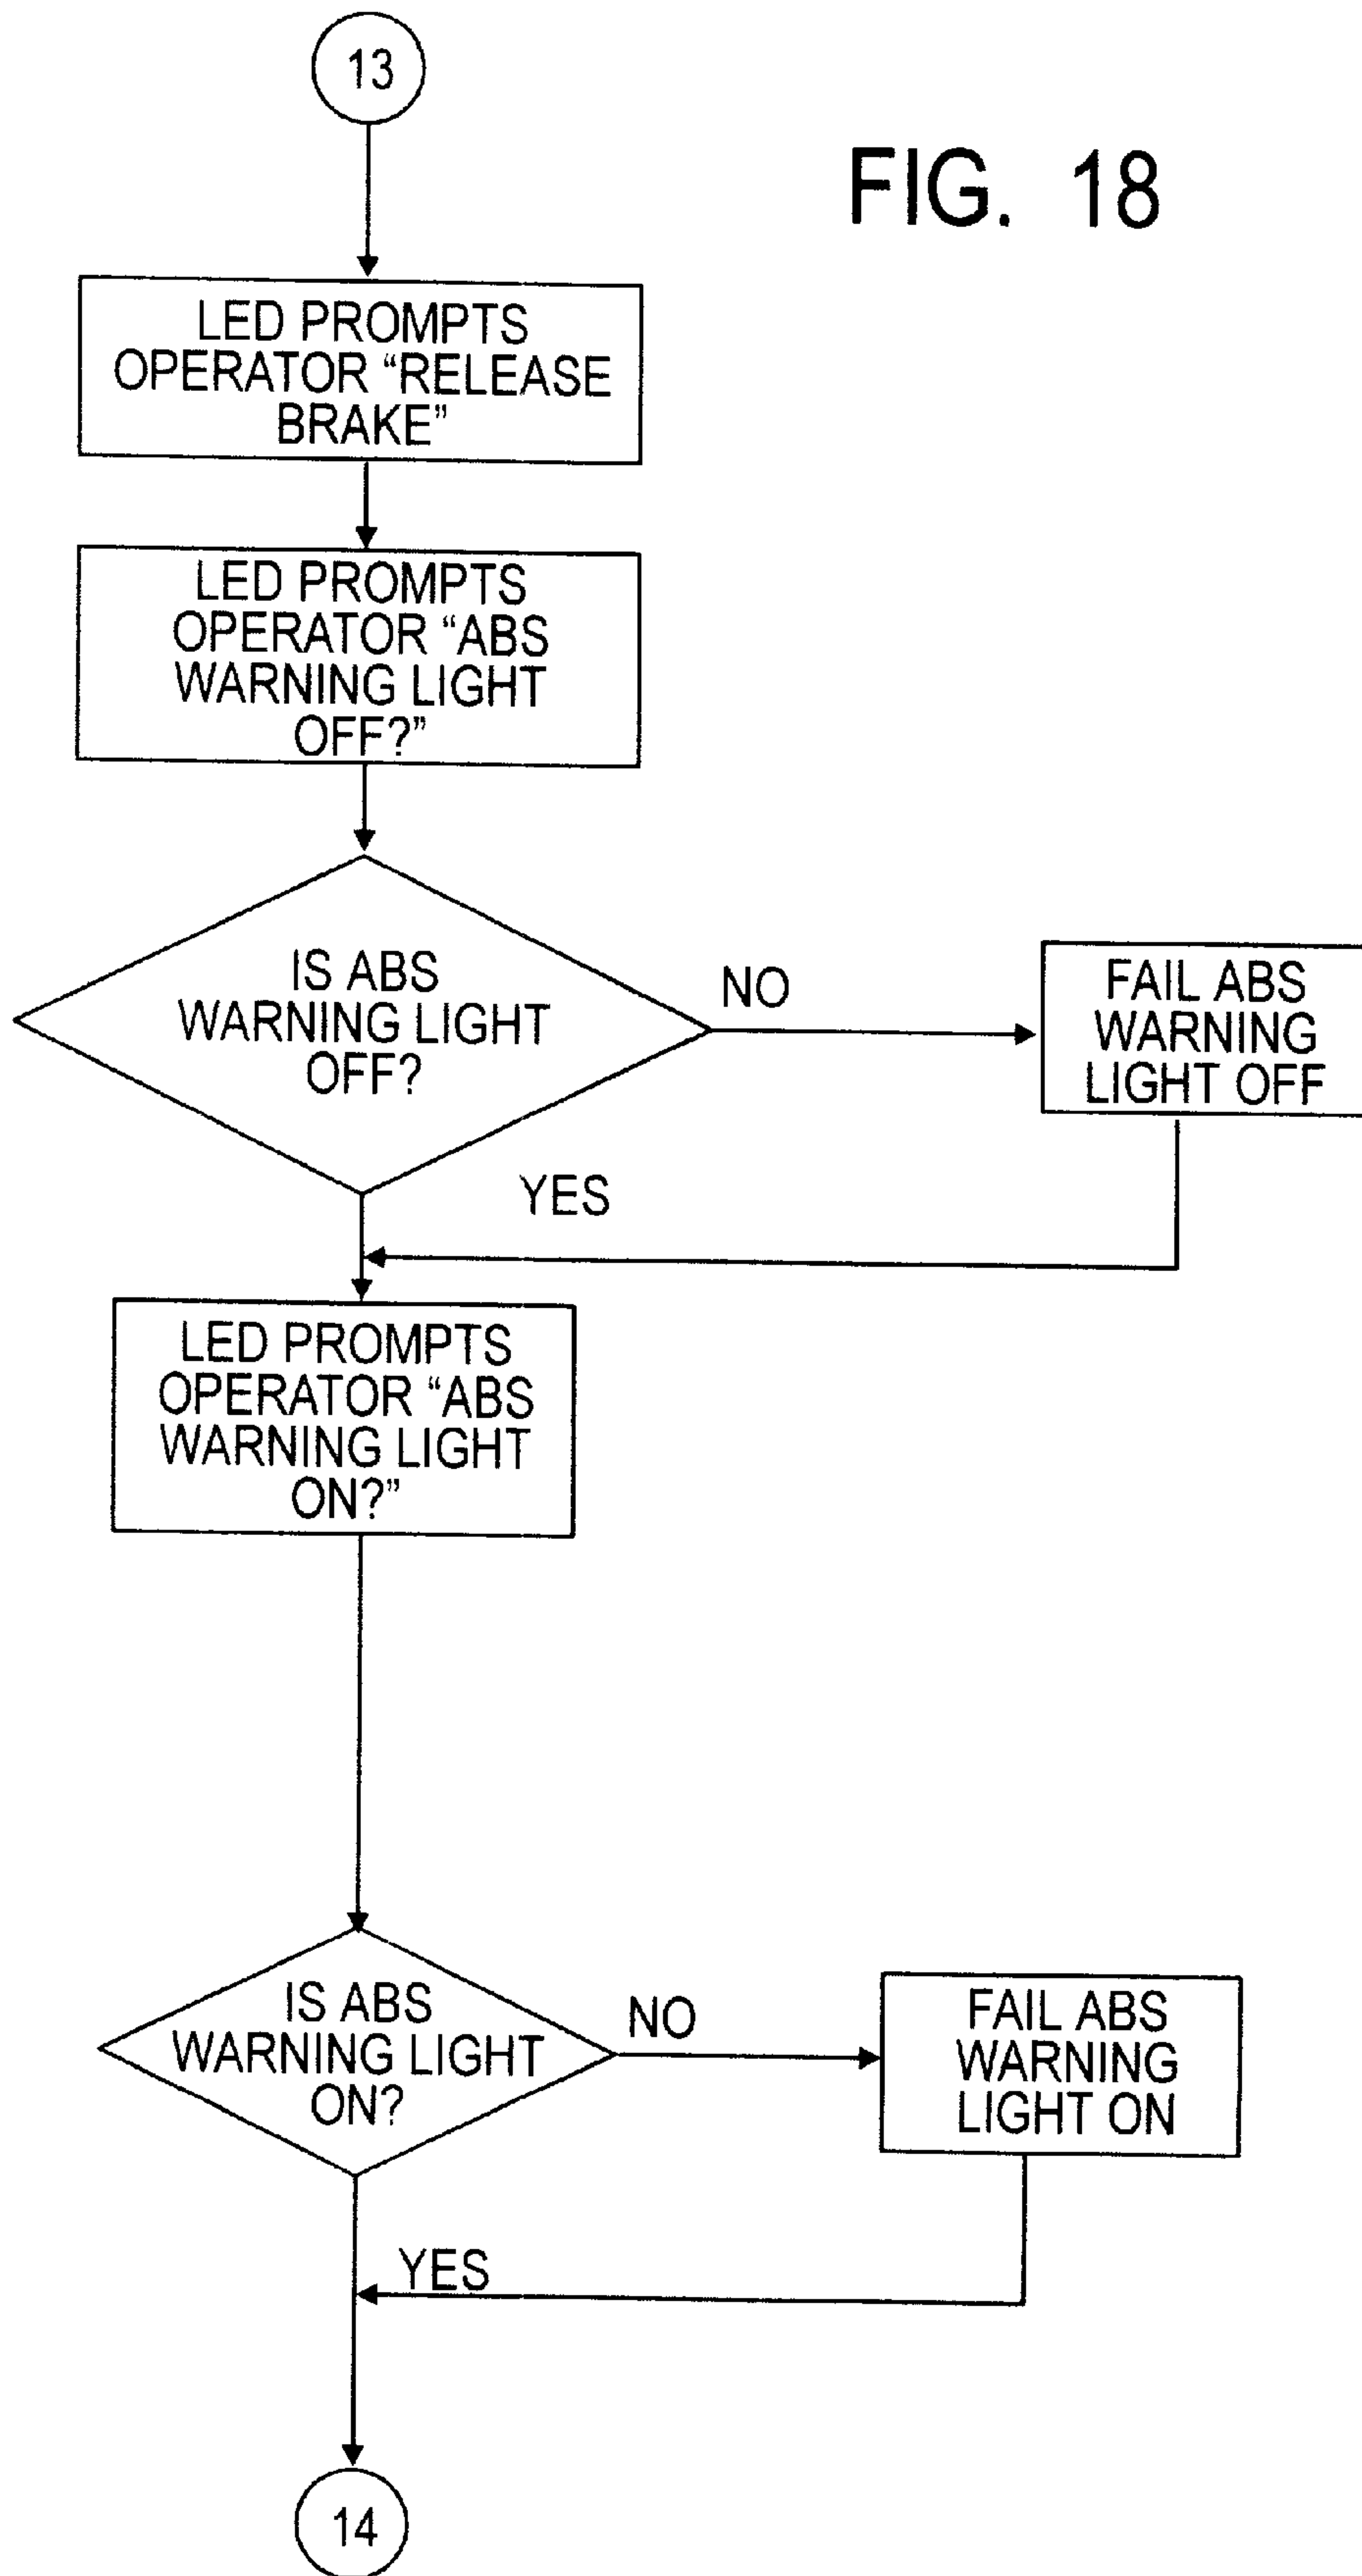 13
FIG. 18
LED PROMPTS
OPERATOR “RELEASE
BRAKE”
LED PROMPTS
OPERATOR “ABS
WARNING LIGHT
OFF?”
IS ABS
WARNING LIGHT
OFF?
NO
FAIL ABS
WARNING
LIGHT OFF
YES
LED PROMPTS
OPERATOR “ABS
WARNING LIGHT
ON?”
IS ABS
WARNING LIGHT
ON?
NO
FAIL ABS
WARNING
LIGHT ON
YES
14